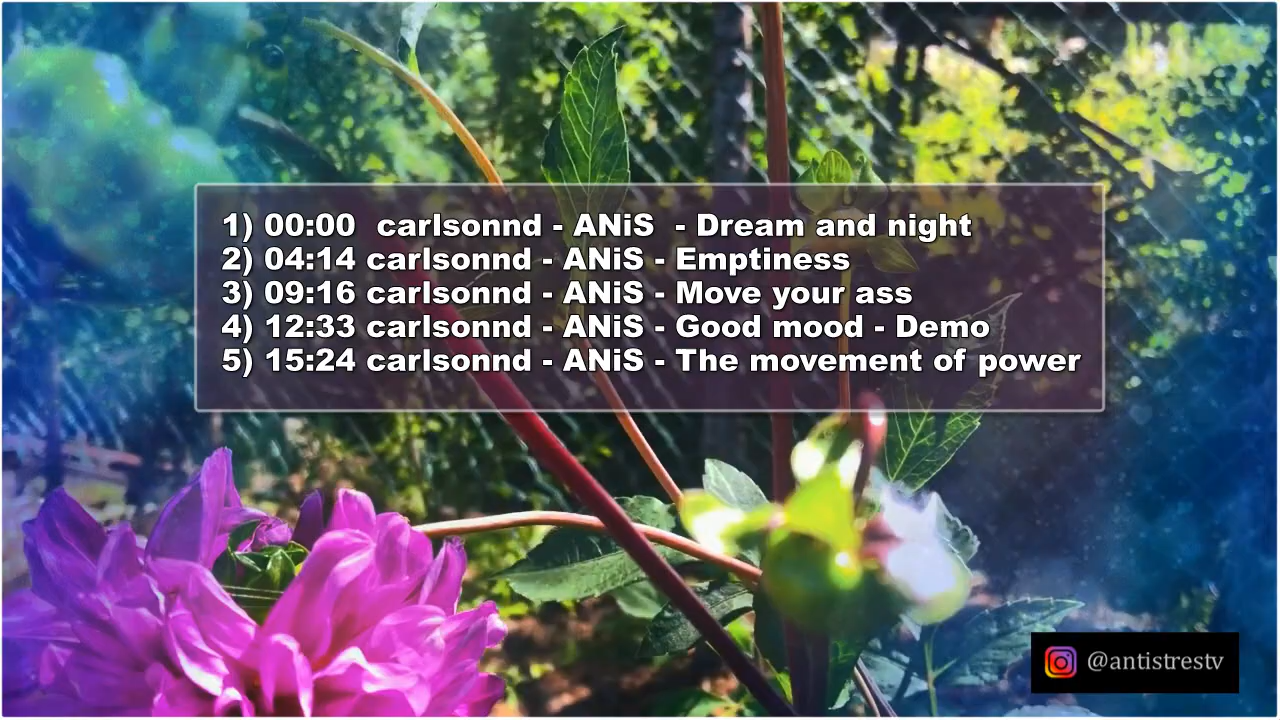 1) 00:00  carlsonnd - ANiS  - Dream and night
2) 04:14 carlsonnd - ANiS - Emptiness
3) 09:16 carlsonnd - ANiS - Move your ass
4) 12:33 carlsonnd - ANiS - Good mood - Demo
5) 15:24 carlsonnd - ANiS - The movement of power
@antistrestv